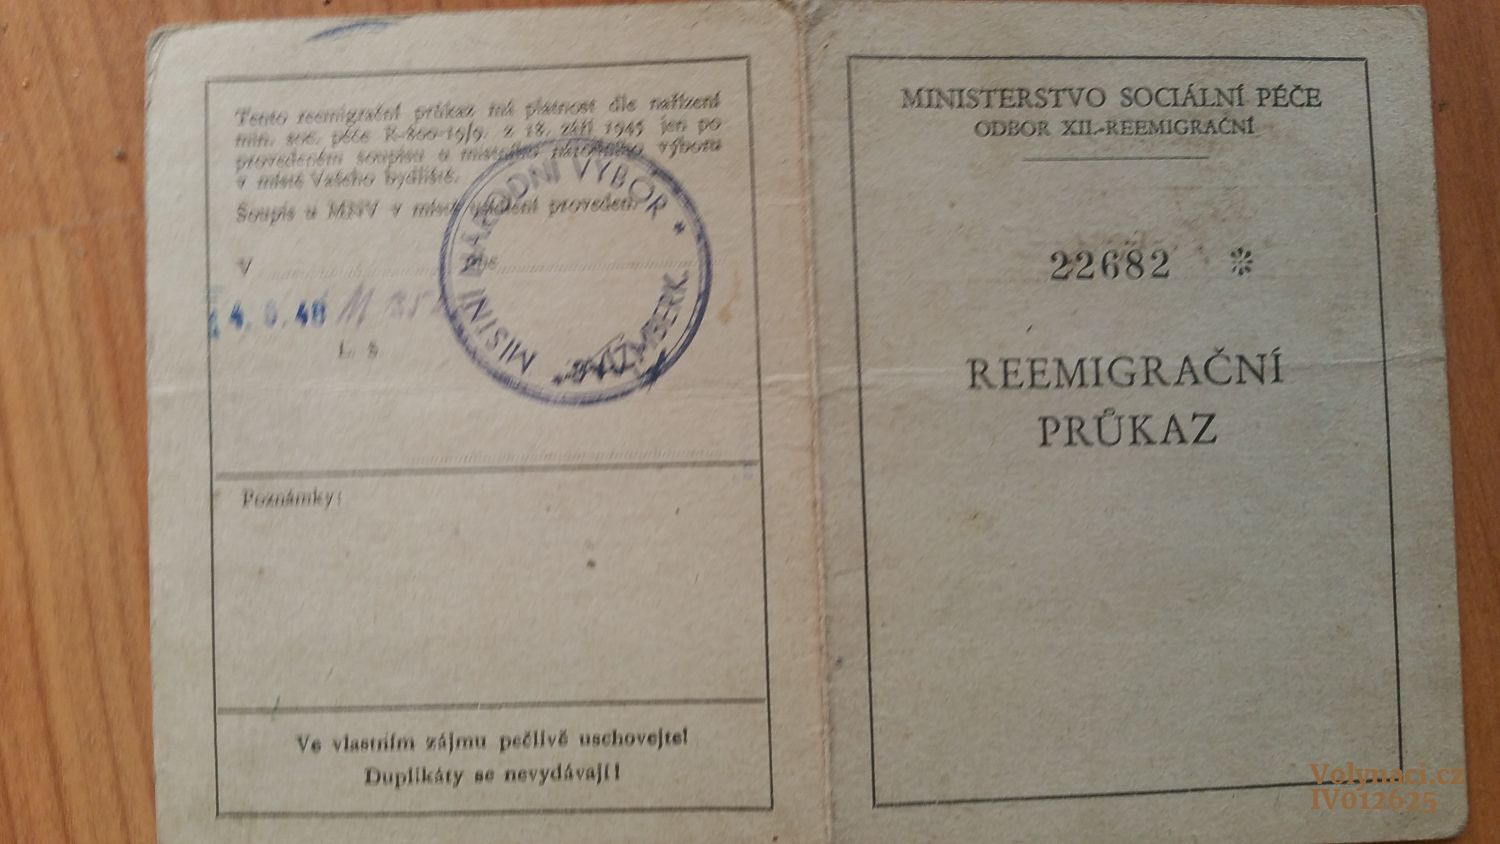 Tento reemigrační průkaz má platnost dle nařízení
min. soc. péče R-800-19/9. z 18. září 1945 jen po
provedeném soupisu u místního národního výboru
v místě Vašeho bydliště.
Soupis u MNV v místě proveden.
V dne
46
L. S.
MÍSTNÍ NÁRODNÍ VÝBOR *
Poznámky:
Ve vlastním zájmu pečlivě uschovejte!
Duplikáty se nevydávají!
MINISTERSTVO SOCIÁLNÍ PÉČE
ODBOR XII.-REEMIGRAČNÍ
22682 *
REEMIGRAČNÍ
PRŮKAZ
Volynaci.cz
IV012625